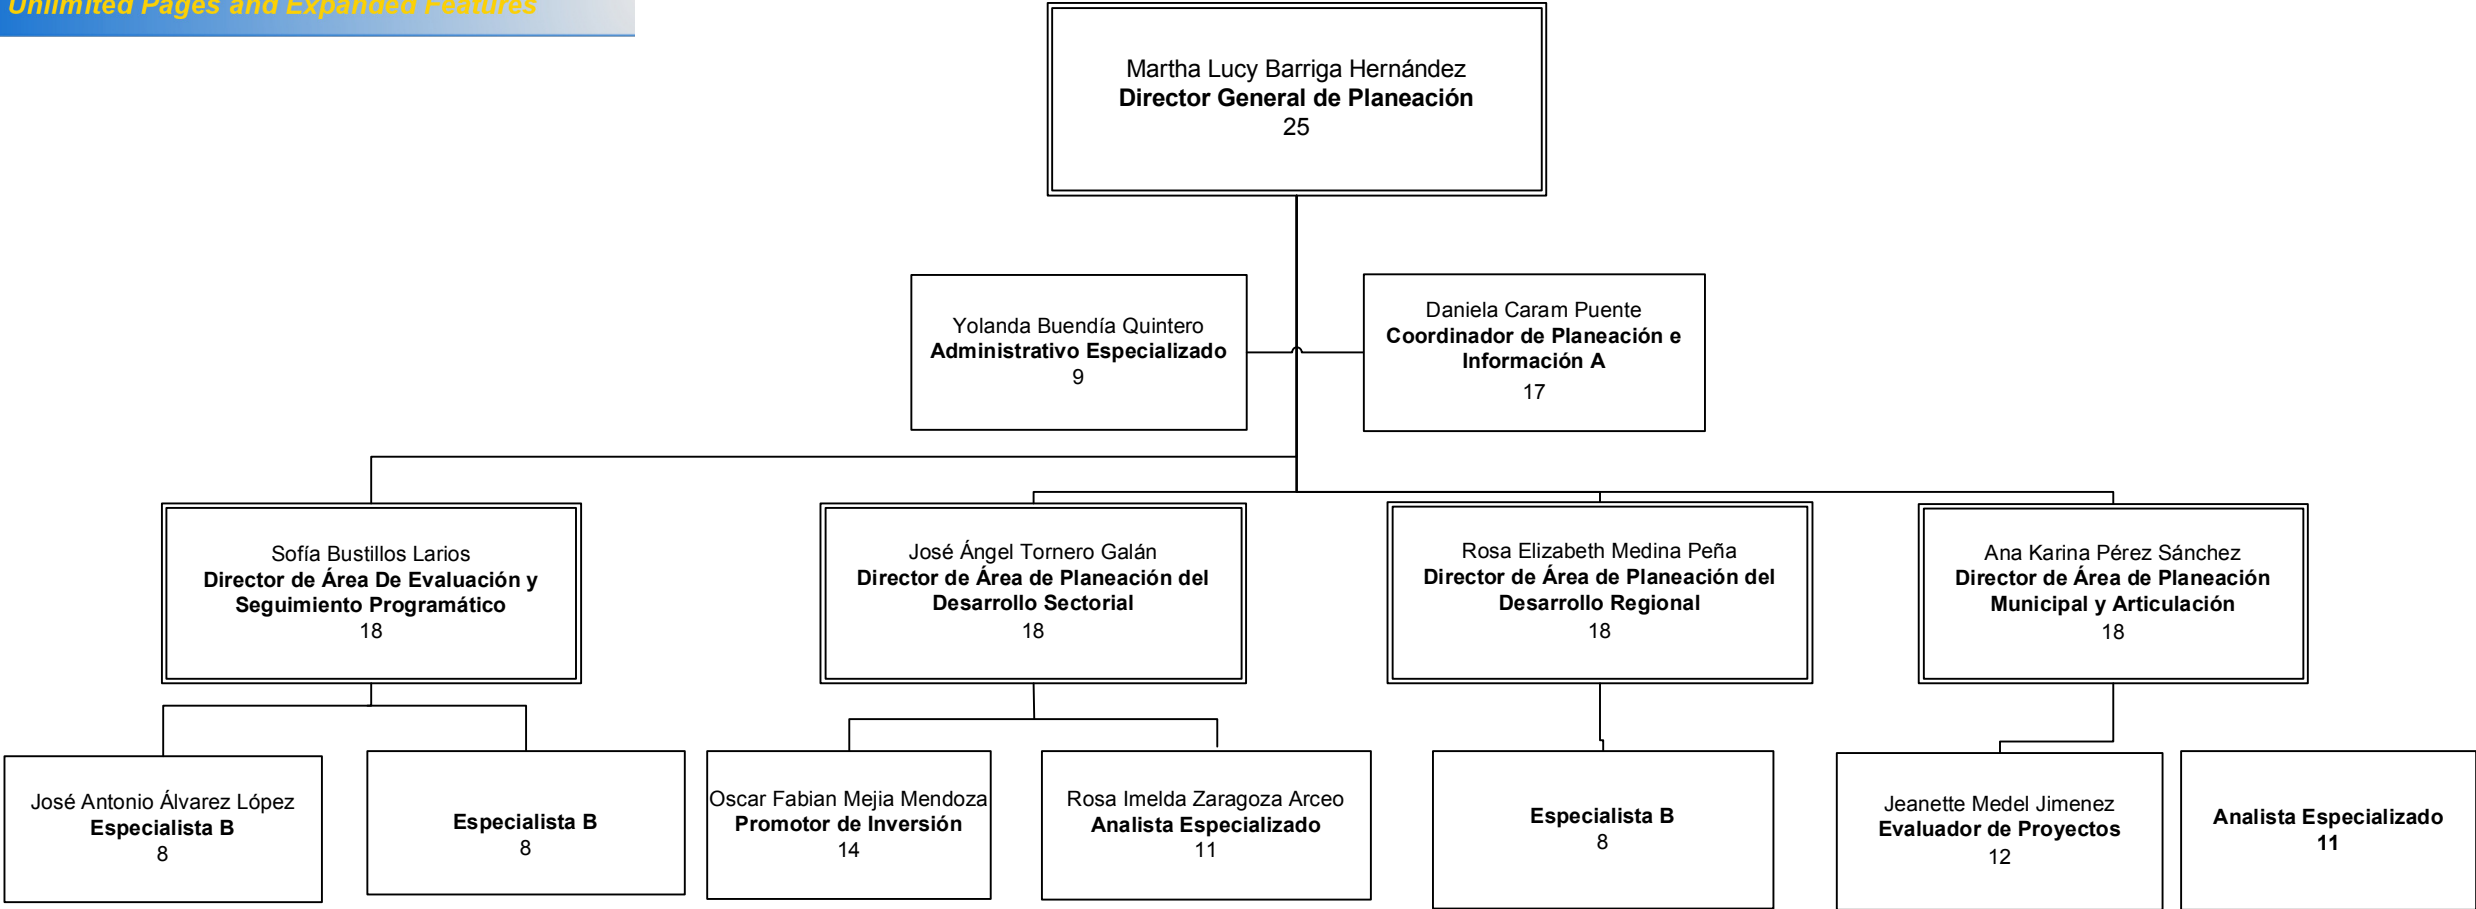 Unlimited Pages and Expanded Features
Martha Lucy Barriga Hernández
Director General de Planeación
25
Yolanda Buendía Quintero
Administrativo Especializado
9
Daniela Caram Puente
Coordinador de Planeación e
Información A
17
Sofía Bustillos Larios
Director de Área De Evaluación y
Seguimiento Programático
18
José Ángel Tornero Galán
Director de Área de Planeación del
Desarrollo Sectorial
18
Rosa Elizabeth Medina Peña
Director de Área de Planeación del
Desarrollo Regional
18
Ana Karina Pérez Sánchez
Director de Área de Planeación
Municipal y Articulación
18
José Antonio Álvarez López
Especialista B
8
Especialista B
8
Oscar Fabian Mejia Mendoza
Promotor de Inversión
14
Rosa Imelda Zaragoza Arceo
Analista Especializado
11
Especialista B
8
Jeanette Medel Jimenez
Evaluador de Proyectos
12
Analista Especializado
11